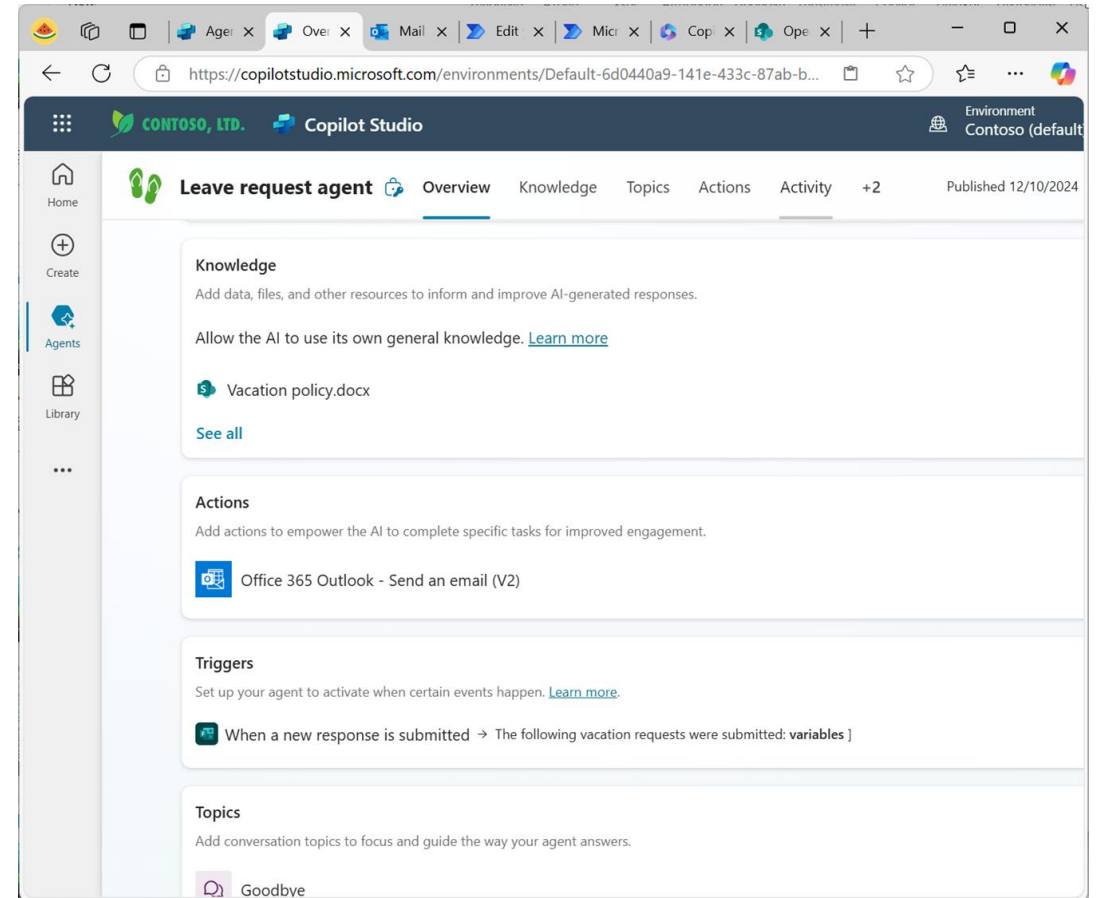 Ager
Over
Mail
Edit
Micr
Copi
Ope
https://copilotstudio.microsoft.com/environments/Default-6d0440a9-141e-433c-87ab-b...
CONTOSO, LTD.
Copilot Studio
Environment
Contoso (default)
Home
Leave request agent
Overview
Knowledge
Topics
Actions
Activity
+2
Published 12/10/2024
Create
Agents
Library
Knowledge
Add data, files, and other resources to inform and improve AI-generated responses.
Allow the AI to use its own general knowledge. Learn more
Vacation policy.docx
See all
Actions
Add actions to empower the AI to complete specific tasks for improved engagement.
Office 365 Outlook - Send an email (V2)
Triggers
Set up your agent to activate when certain events happen. Learn more.
When a new response is submitted → The following vacation requests were submitted: variables ]
Topics
Add conversation topics to focus and guide the way your agent answers.
Goodbye